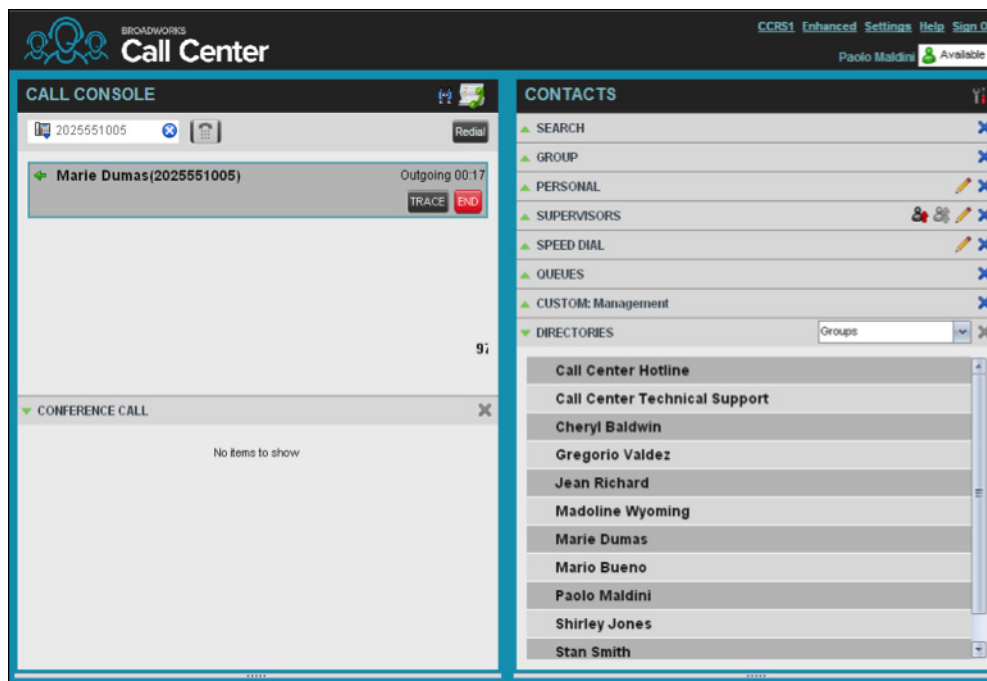 BROADWORKS
Call Center
CCRS1 Enhanced Settings Help Sign
Paolo Maldini Available
CALL CONSOLE
2025551005
Redial
Marie Dumas(2025551005)
Outgoing 00:17
TRACE END
97
CONFERENCE CALL
No items to show
CONTACTS
SEARCH
GROUP
PERSONAL
SUPERVISORS
SPEED DIAL
QUEUES
CUSTOM: Management
DIRECTORIES Groups
Call Center Hotline
Call Center Technical Support
Cheryl Baldwin
Gregorio Valdez
Jean Richard
Madoline Wyoming
Marie Dumas
Mario Bueno
Paolo Maldini
Shirley Jones
Stan Smith